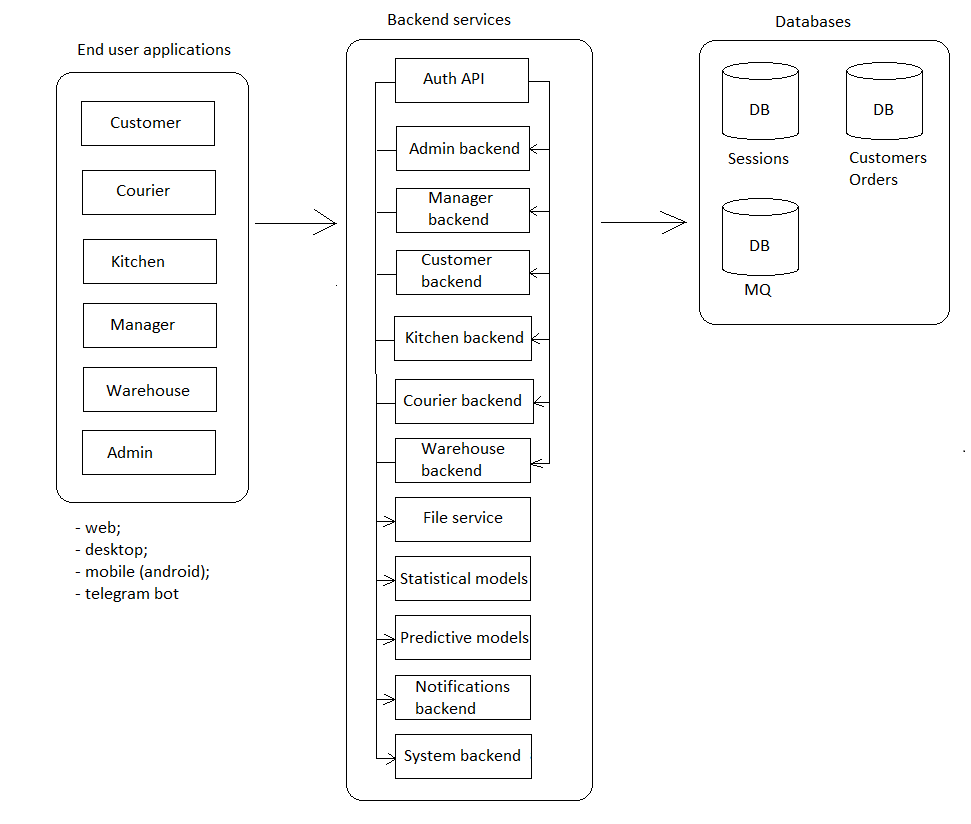 End user applications
Customer
Courier
Kitchen
Manager
Warehouse
Admin
- web;
- desktop;
- mobile (android);
- telegram bot
Backend services
Auth API
Admin backend
Manager
backend
Customer
backend
Kitchen backend
Courier backend
Warehouse
backend
File service
Statistical models
Predictive models
Notifications
backend
System backend
Databases
DB
Sessions
DB
Customers
Orders
DB
MQ